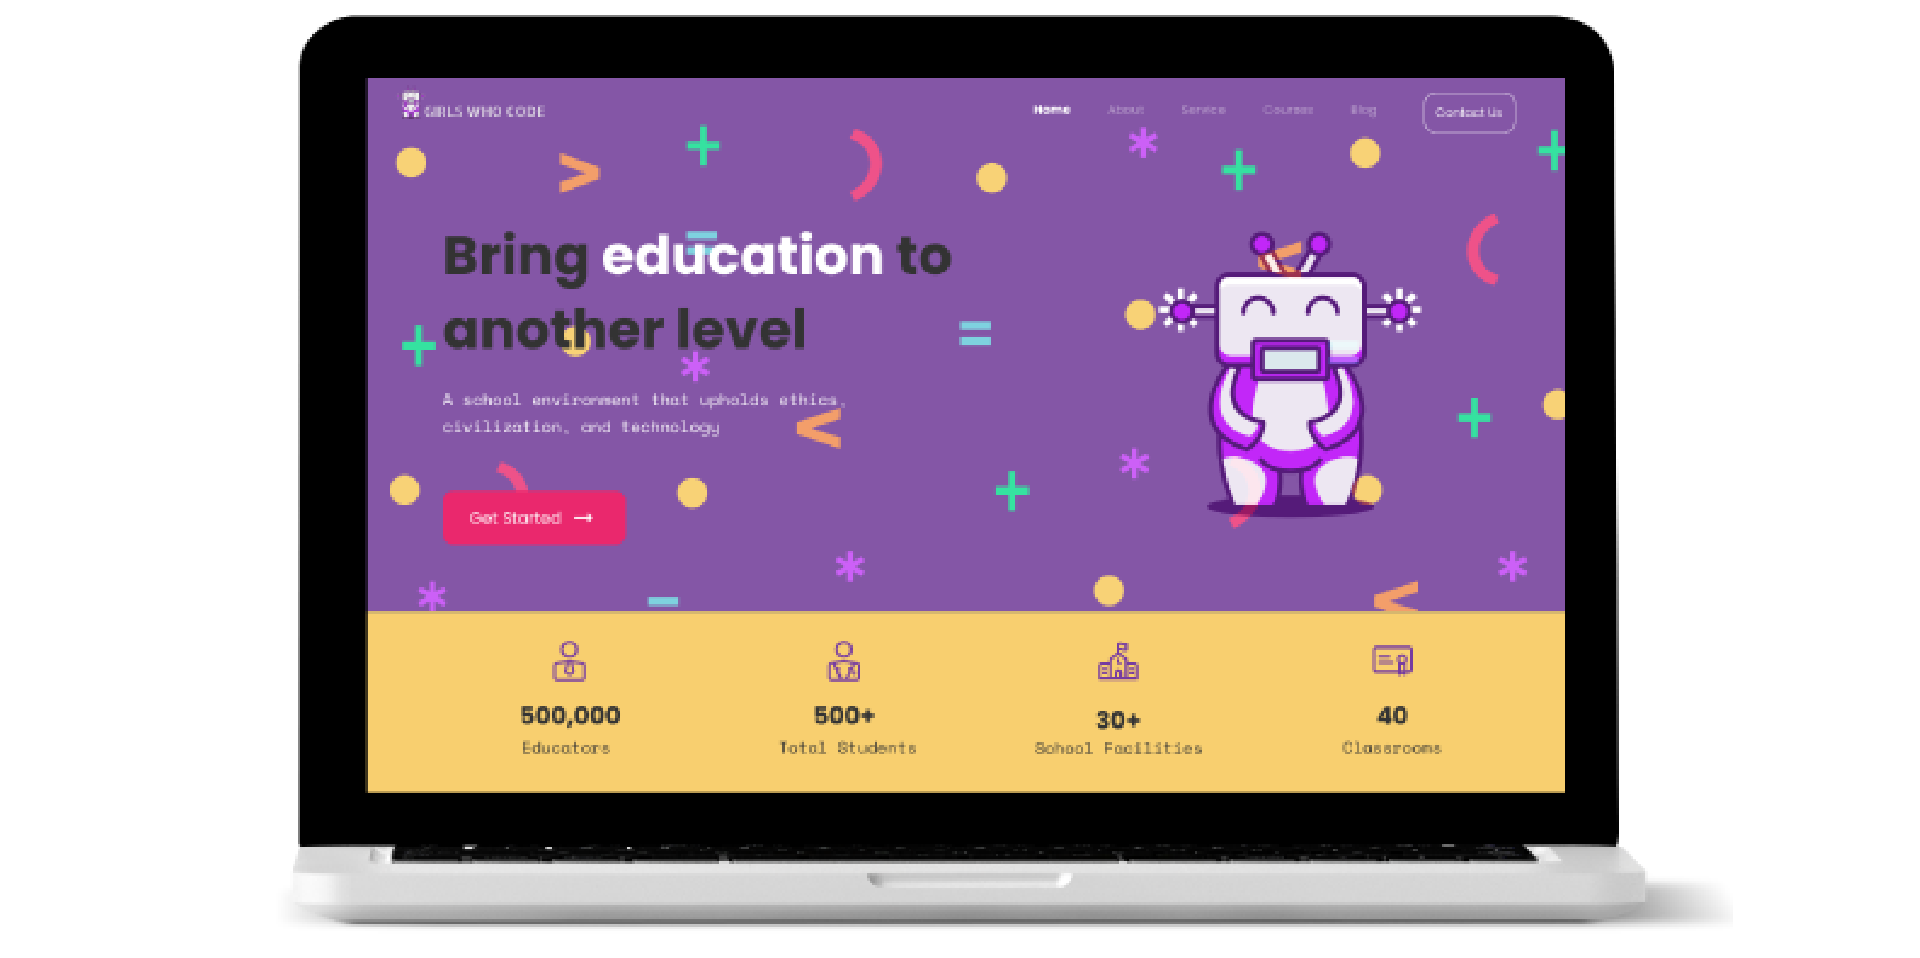 GIRLS WHO CODE
Home About Service Courses Blog Contact Us
Bring education to
another level
A school environment that upholds ethics,
civilization, and technology
Get Started →
500,000 500+ 30+ 40
Educators Total Students School Facilities Classrooms